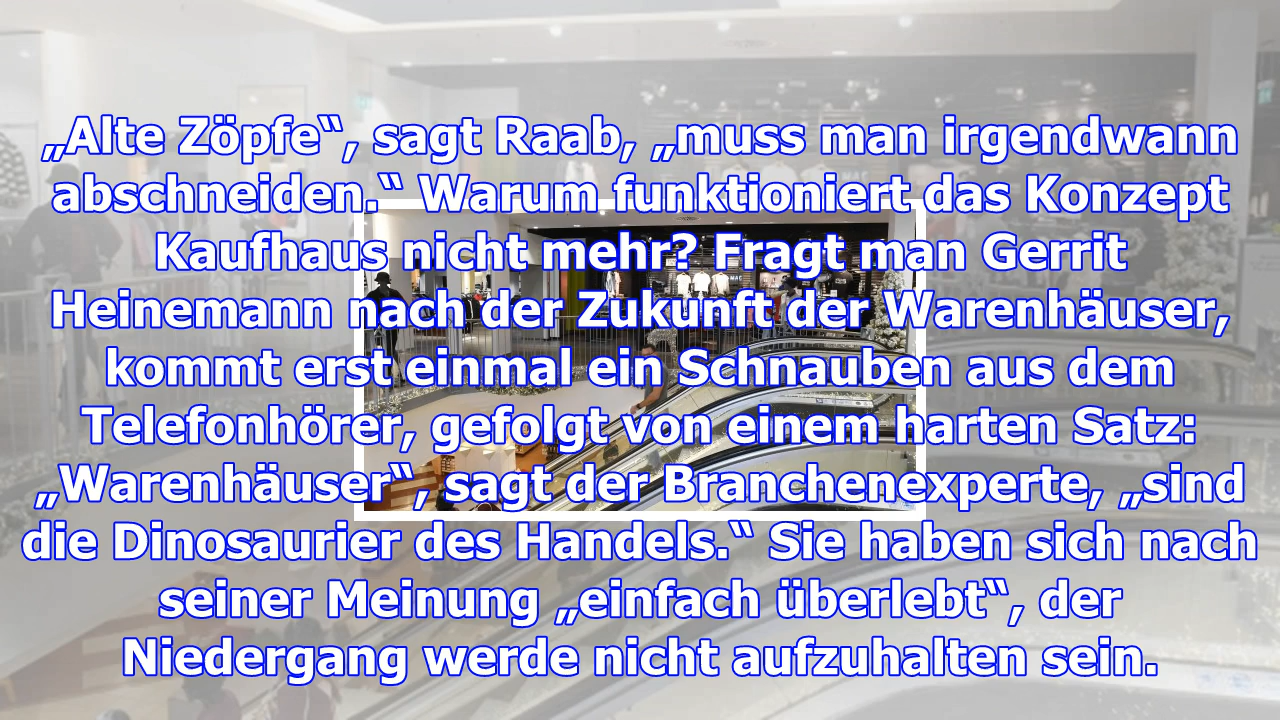 „Alte Zöpfe“, sagt Raab, „muss man irgendwann
abschneiden.“ Warum funktioniert das Konzept
Kaufhaus nicht mehr? Fragt man Gerrit
Heinemann nach der Zukunft der Warenhäuser,
kommt erst einmal ein Schnauben aus dem
Telefonhörer, gefolgt von einem harten Satz:
„Warenhäuser“, sagt der Branchenexperte, „sind
die Dinosaurier des Handels.“ Sie haben sich nach
seiner Meinung „einfach überlebt“, der
Niedergang werde nicht aufzuhalten sein.
MAC